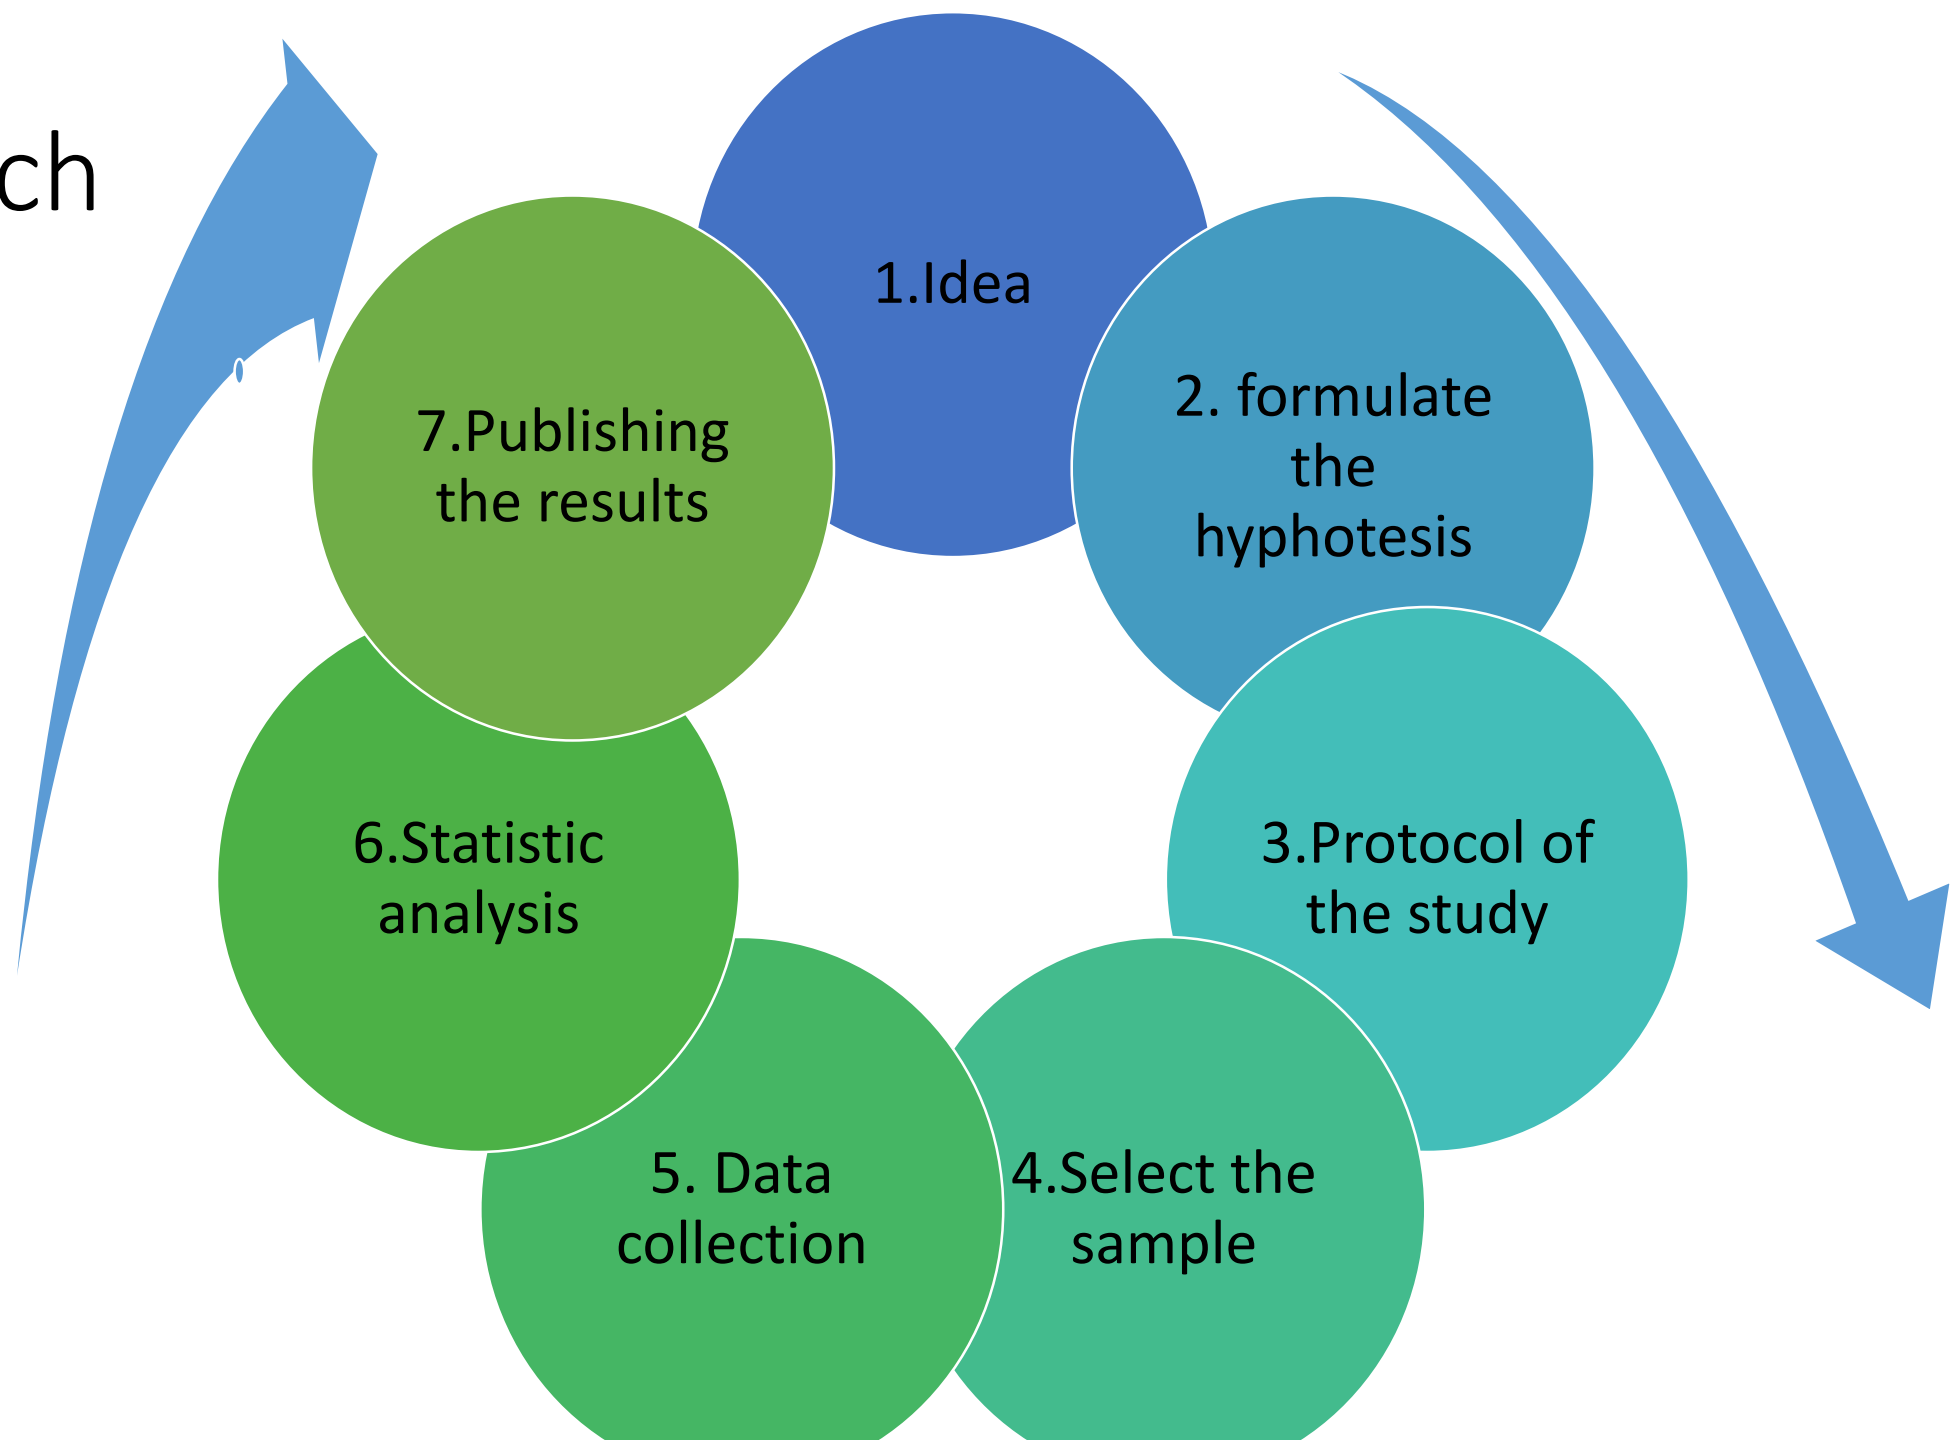 ch
1.Idea
2. formulate
the
hyphotesis
3.Protocol of
the study
4.Select the
sample
5. Data
collection
6.Statistic
analysis
7.Publishing
the results